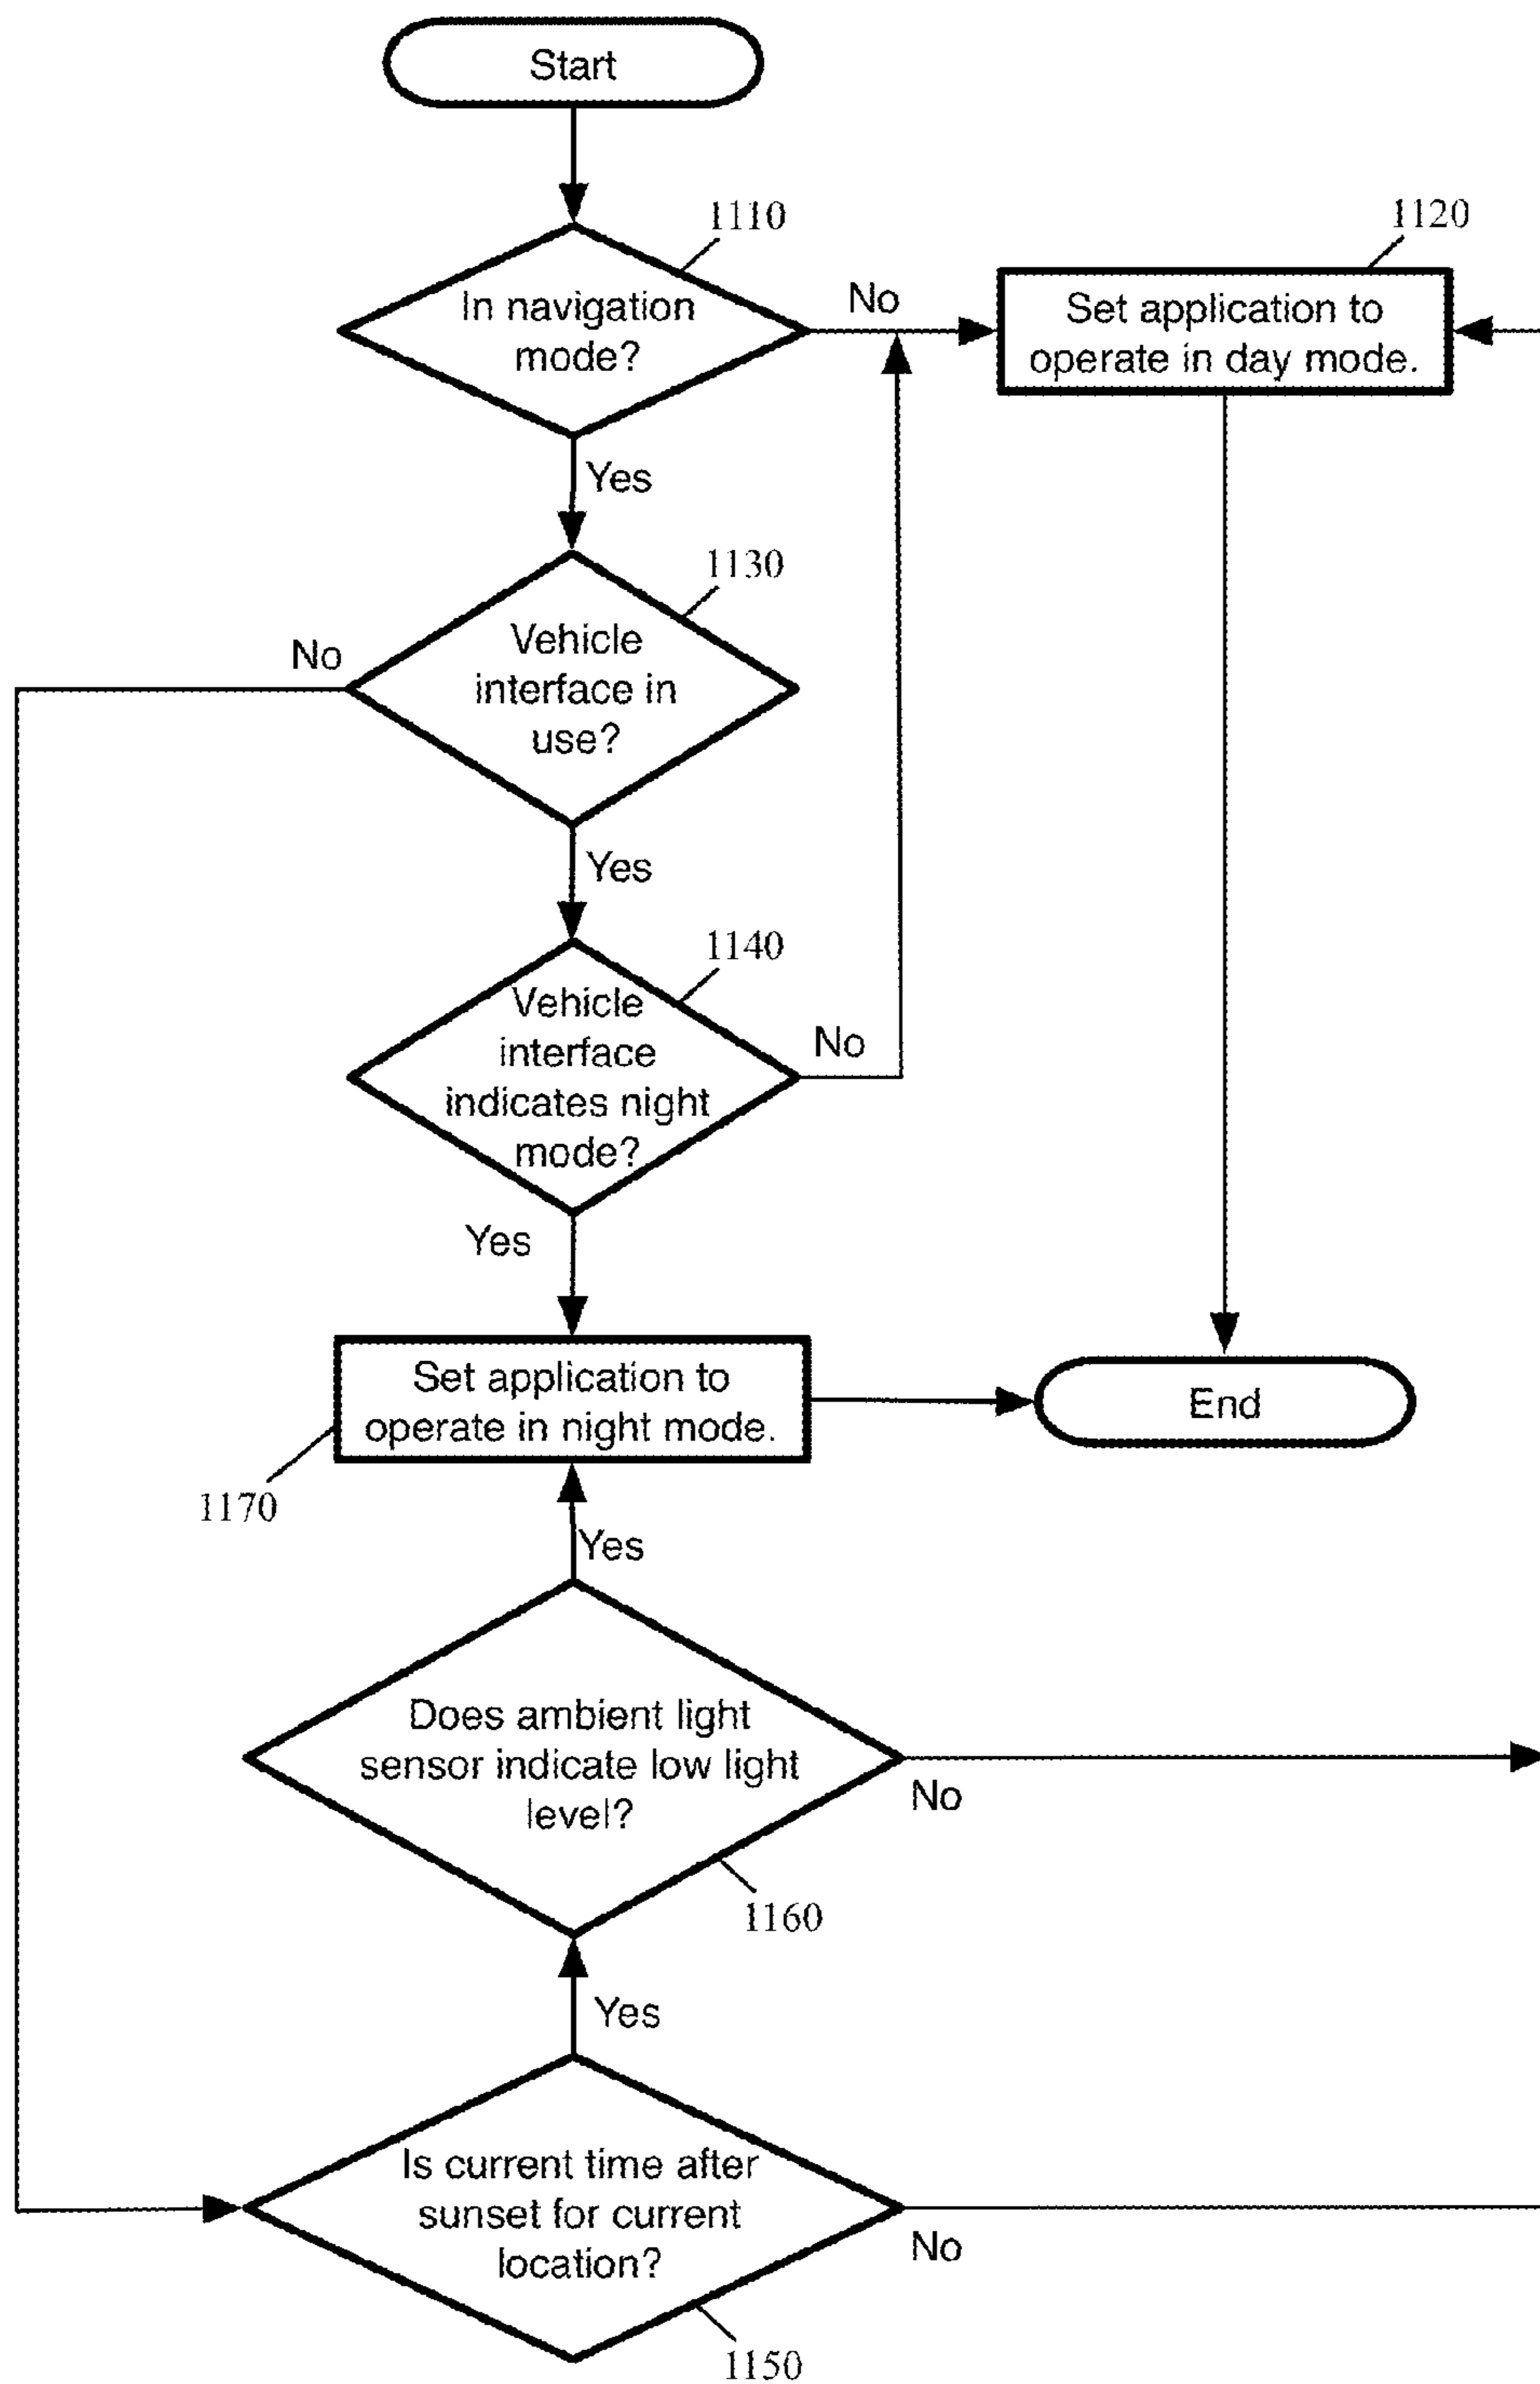 Start
1110
In navigation
mode?
No
1120
Set application to
operate in day mode.
Yes
1130
Vehicle
interface in
use?
No
Yes
1140
Vehicle
interface
indicates night
mode?
No
Yes
Set application to
operate in night mode.
1170
End
Yes
Does ambient light
sensor indicate low light
level?
No
1160
Yes
Is current time after
sunset for current
location?
No
1150